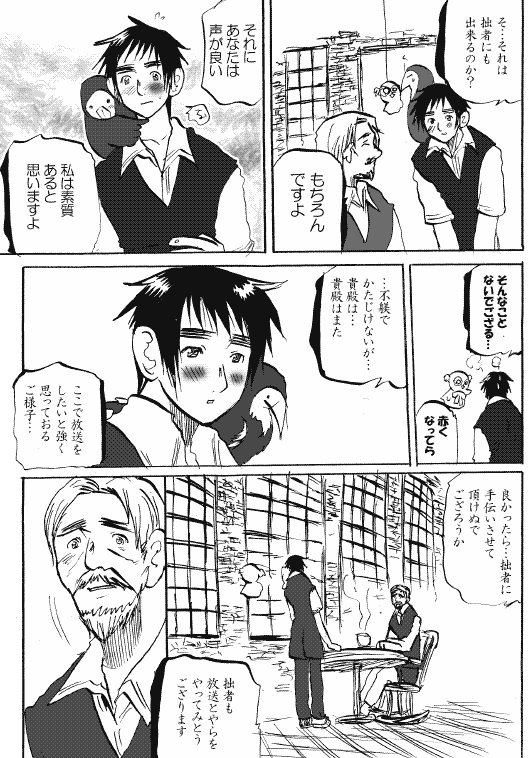 そ…それは
拙者にも
出来るのか?
もちろん
ですよ
それに
あなたは
声が良い
私は素質
あると
思いますよ
そんなこと
ないでござる…
赤く
なってら
…不躾で
かたじけないが…
貴殿は…
貴殿はまた
ここで放送を
したいと強く
思っておる
ご様子…
良かったら…拙者に
手伝いさせて
頂けぬで
ござろうか
拙者も
放送とやらを
やってみとう
ござります